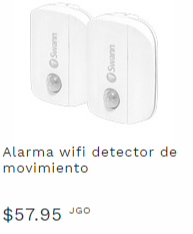 Swann
Swann
Alarma wifi detector de
movimiento
$57.95 JGO